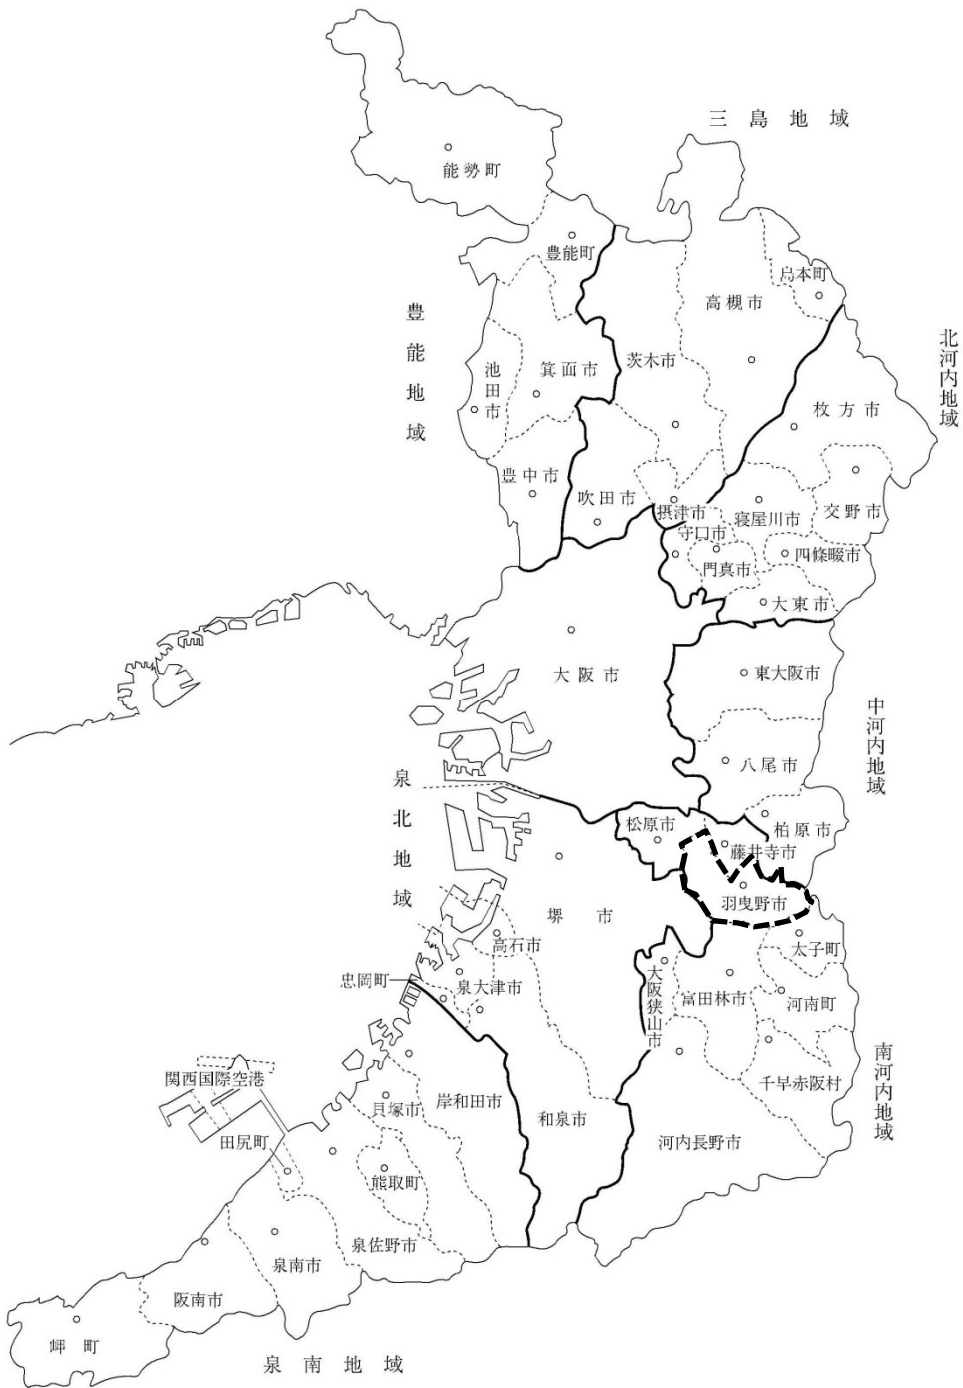 三島地域
能勢町
豊能町
島本町
高槻市
豊能地域
北河内地域
茨木市
池田市
箕面市
枚方市
豊中市
吹田市
摂津市
寝屋川市
交野市
守口市
門真市
四條畷市
大東市
大阪市
東大阪市
中河内地域
八尾市
泉北地域
松原市
柏原市
藤井寺市
羽曳野市
堺市
高石市
太子町
忠岡町
泉大津市
大阪狭山市
富田林市
河南町
南河内地域
関西国際空港
千早赤阪村
貝塚市
岸和田市
和泉市
田尻町
河内長野市
熊取町
泉佐野市
泉南市
阪南市
岬町
泉南地域